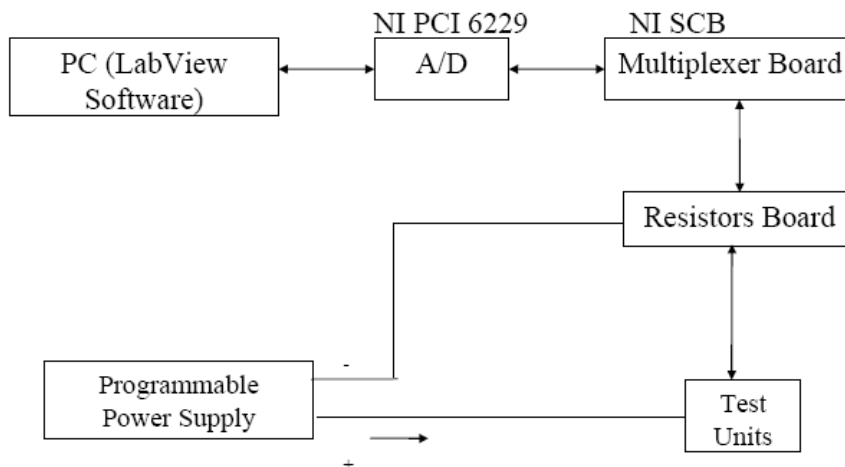 NI PCI 6229
NI SCB
PC (LabView
Software)
A/D
Multiplexer Board
Resistors Board
-
Programmable
Power Supply
+
Test
Units